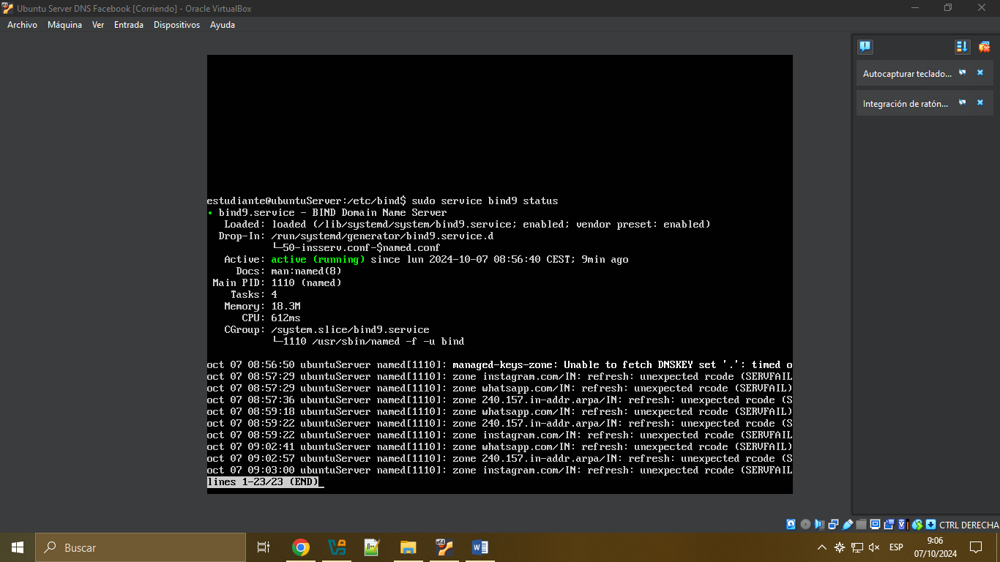 Ubuntu Server DNS Facebook [Corriendo] - Oracle VirtualBox
Archivo Máquina Ver Entrada Dispositivos Ayuda
Autocapturar teclado...
Integración de ratón...
estudiante@ubuntuServer:/etc/bind$ sudo service bind9 status
● bind9.service - BIND Domain Name Server
Loaded: loaded (/lib/systemd/system/bind9.service; enabled; vendor preset: enabled)
Drop-In: /run/systemd/generator/bind9.service.d
└─50-insserv.conf-$named.conf
Active: active (running) since lun 2024-10-07 08:56:40 CEST; 9min ago
Docs: man:named(8)
Main PID: 1110 (named)
Tasks: 4
Memory: 18.3M
CPU: 612ms
CGroup: /system.slice/bind9.service
└─1110 /usr/sbin/named -f -u bind
oct 07 08:56:50 ubuntuServer named[1110]: managed-keys-zone: Unable to fetch DNSKEY set '.': timed o
oct 07 08:57:29 ubuntuServer named[1110]: zone instagram.com/IN: refresh: unexpected rcode (SERVFAIL
oct 07 08:57:29 ubuntuServer named[1110]: zone whatsapp.com/IN: refresh: unexpected rcode (SERVFAIL)
oct 07 08:57:36 ubuntuServer named[1110]: zone 240.157.in-addr.arpa/IN: refresh: unexpected rcode (S
oct 07 08:59:18 ubuntuServer named[1110]: zone whatsapp.com/IN: refresh: unexpected rcode (SERVFAIL)
oct 07 08:59:22 ubuntuServer named[1110]: zone 240.157.in-addr.arpa/IN: refresh: unexpected rcode (S
oct 07 08:59:22 ubuntuServer named[1110]: zone instagram.com/IN: refresh: unexpected rcode (SERVFAIL
oct 07 09:02:41 ubuntuServer named[1110]: zone whatsapp.com/IN: refresh: unexpected rcode (SERVFAIL)
oct 07 09:02:57 ubuntuServer named[1110]: zone 240.157.in-addr.arpa/IN: refresh: unexpected rcode (S
oct 07 09:03:00 ubuntuServer named[1110]: zone instagram.com/IN: refresh: unexpected rcode (SERVFAIL
lines 1-23/23 (END)
CTRL DERECHA
Buscar
ESP
9:06
07/10/2024